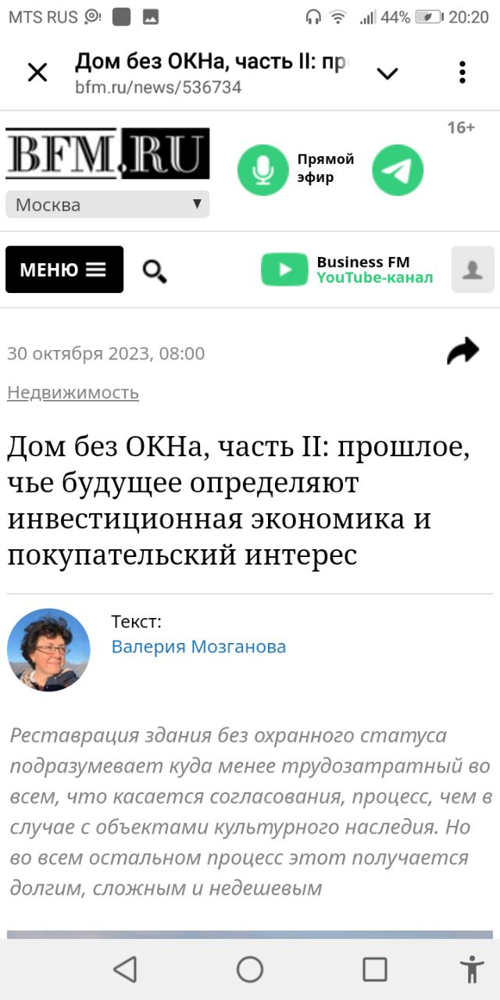 MTS RUS 44% 20:20
Дом без ОКНа, часть II: пр
bfm.ru/news/536734
16+
BFM.RU
Прямой
эфир
Москва
МЕНЮ
Business FM
YouTube-канал
30 октября 2023, 08:00
Недвижимость
Дом без ОКНа, часть II: прошлое,
чье будущее определяют
инвестиционная экономика и
покупательский интерес
Текст:
Валерия Мозганова
Реставрация здания без охранного статуса
подразумевает куда менее трудозатратный во
всем, что касается согласования, процесс, чем в
случае с объектами культурного наследия. Но
во всем остальном процесс этот получается
долгим, сложным и недешевым